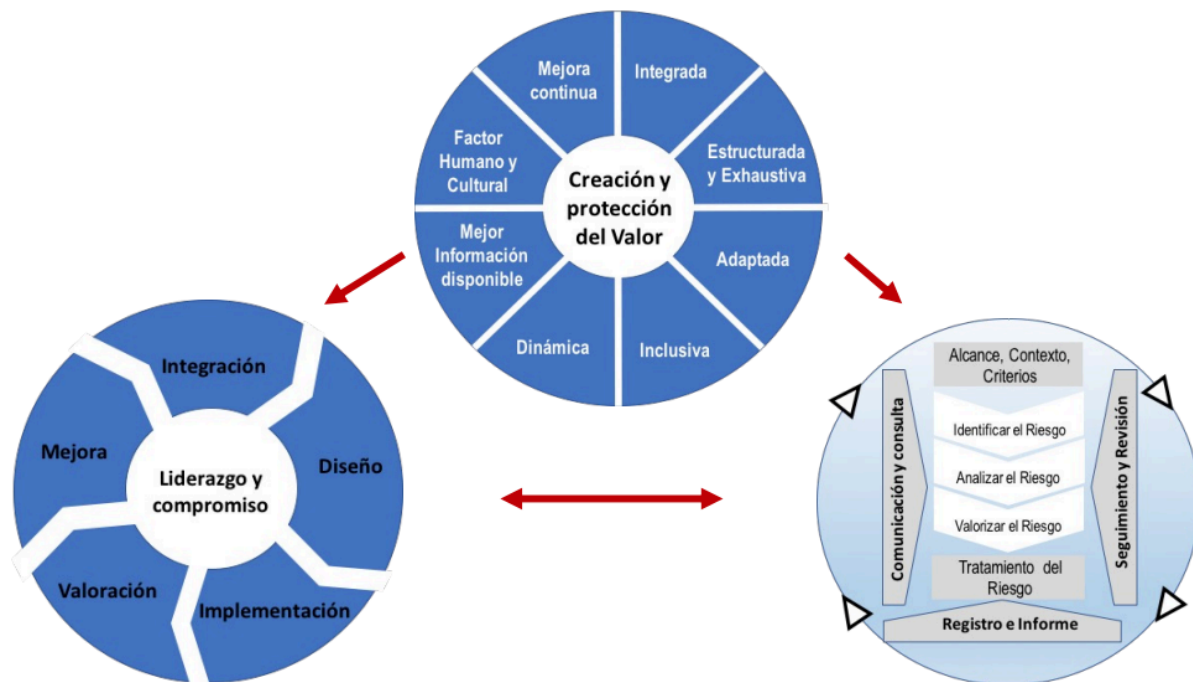 Mejora
continua
Integrada
Estructurada
y Exhaustiva
Adaptada
Inclusiva
Dinámica
Mejor
Información
disponible
Factor
Humano y
Cultural
Creación y
protección
del Valor
Integración
Diseño
Implementación
Valoración
Mejora
Liderazgo y
compromiso
Alcance, Contexto,
Criterios
Identificar el Riesgo
Analizar el Riesgo
Valorizar el Riesgo
Tratamiento del
Riesgo
Comunicación y consulta
Seguimiento y Revisión
Registro e Informe